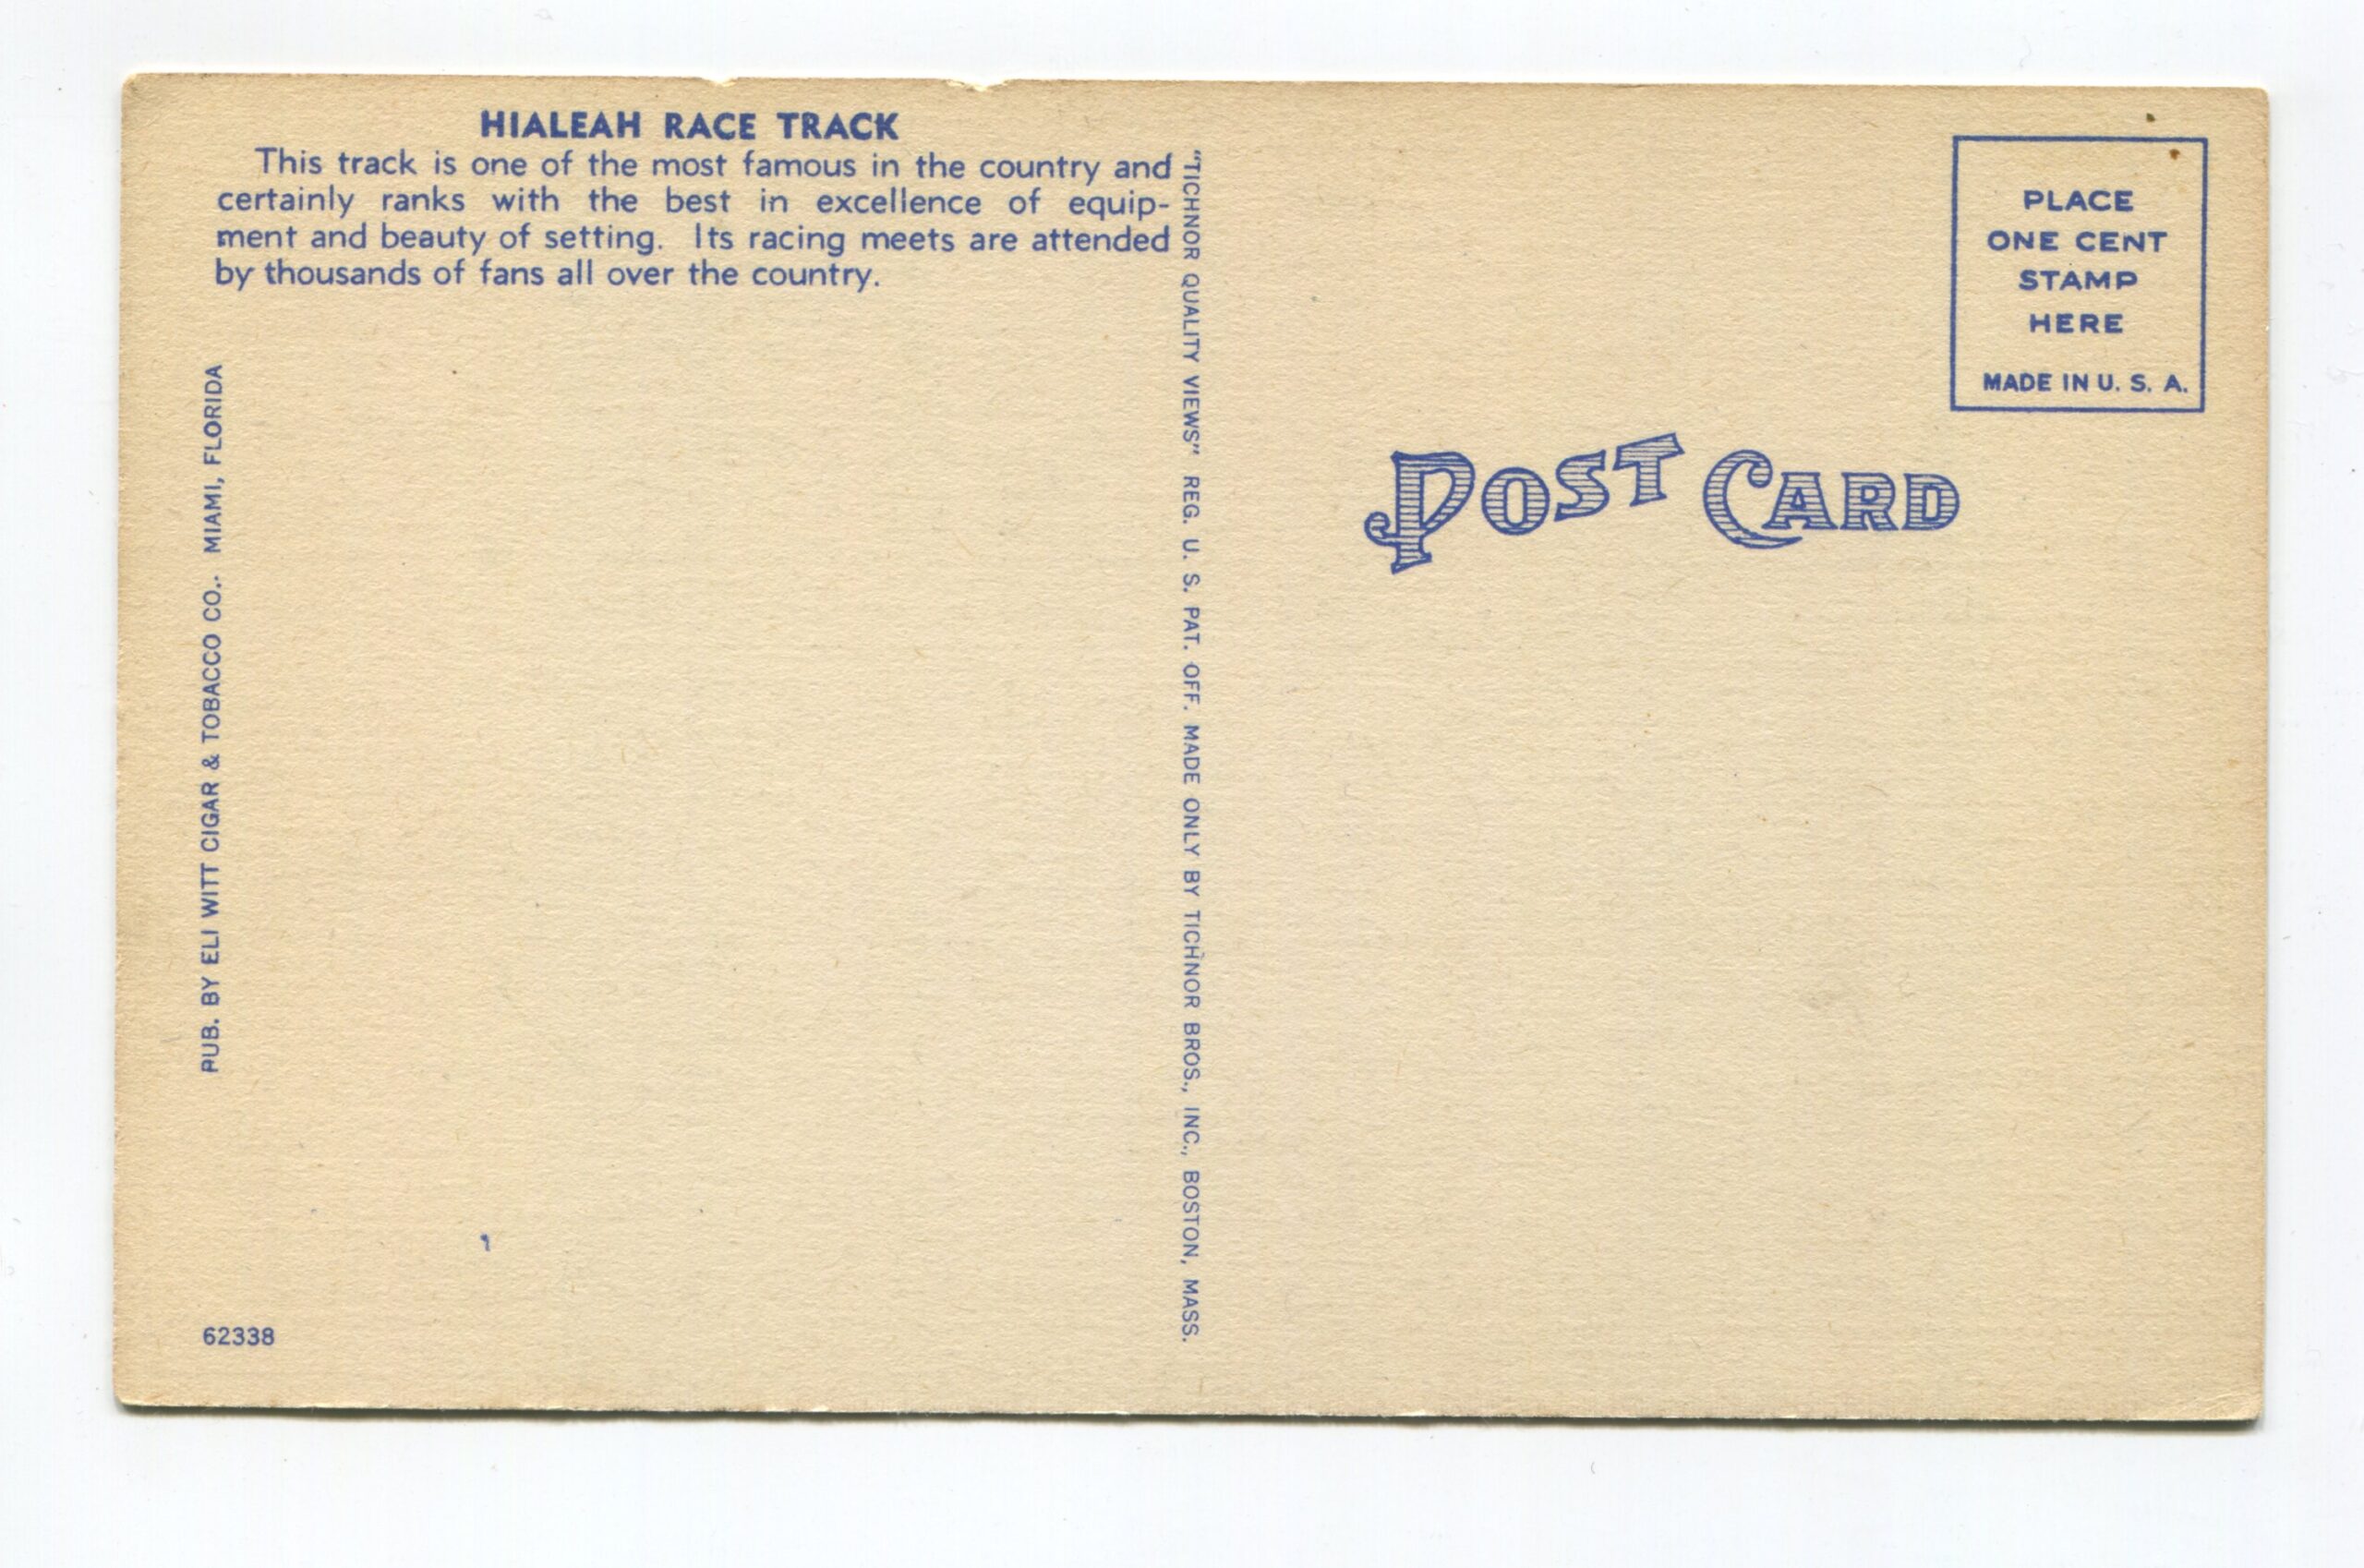 HIALEAH RACE TRACK
This track is one of the most famous in the country and
certainly ranks with the best in excellence of equip-
ment and beauty of setting. Its racing meets are attended
by thousands of fans all over the country.
PUB. BY ELI WITT CIGAR & TOBACCO CO.. MIAMI, FLORIDA
62338
"TICHNOR QUALITY VIEWS" REG. U. S. PAT. OFF. MADE ONLY BY TICHNOR BROS., INC., BOSTON, MASS.
POST CARD
PLACE
ONE CENT
STAMP
HERE
MADE IN U. S. A.